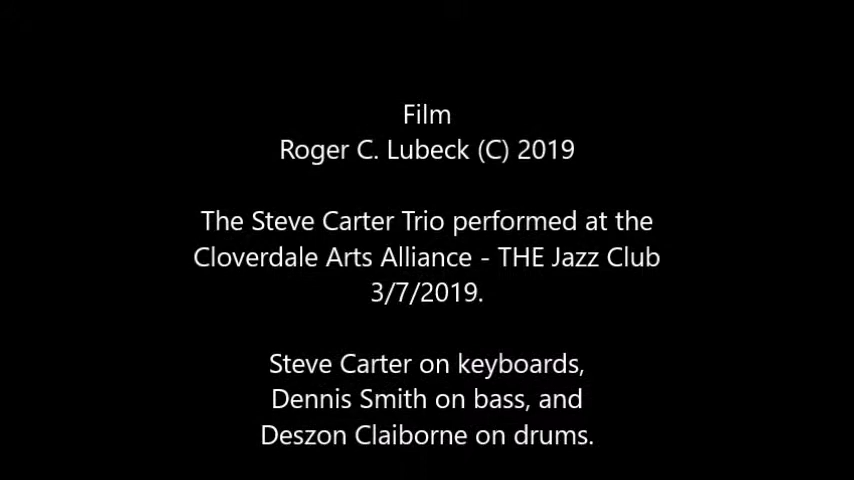 Film
Roger C. Lubeck (C) 2019
The Steve Carter Trio performed at the
Cloverdale Arts Alliance - THE Jazz Club
3/7/2019.
Steve Carter on keyboards,
Dennis Smith on bass, and
Deszon Claiborne on drums.